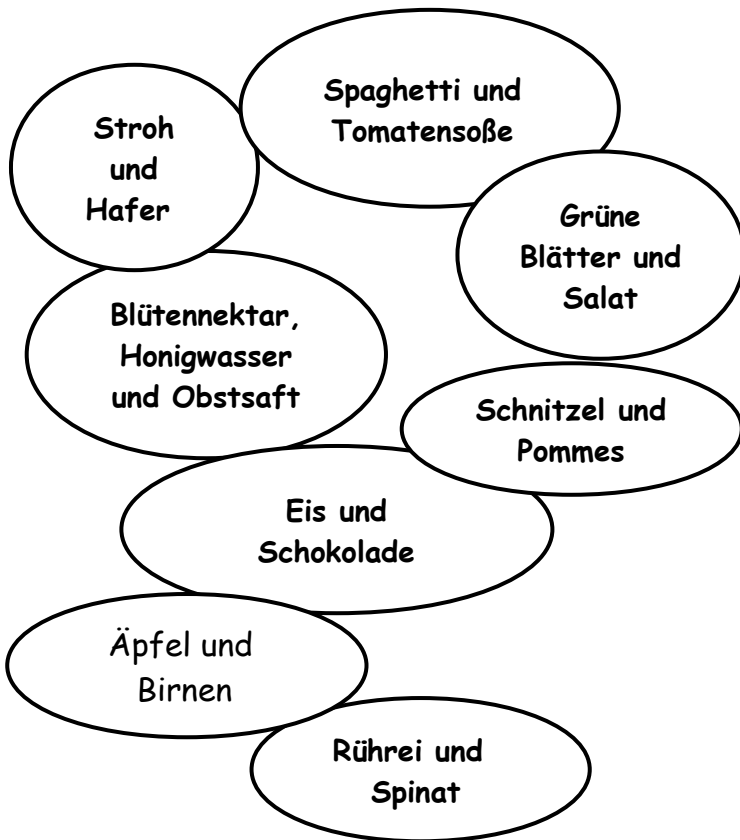 Spaghetti und
Tomatensoße
Stroh
und
Hafer
Grüne
Blätter und
Salat
Blütennektar,
Honigwasser
und Obstsaft
Schnitzel und
Pommes
Eis und
Schokolade
Äpfel und
Birnen
Rührei und
Spinat